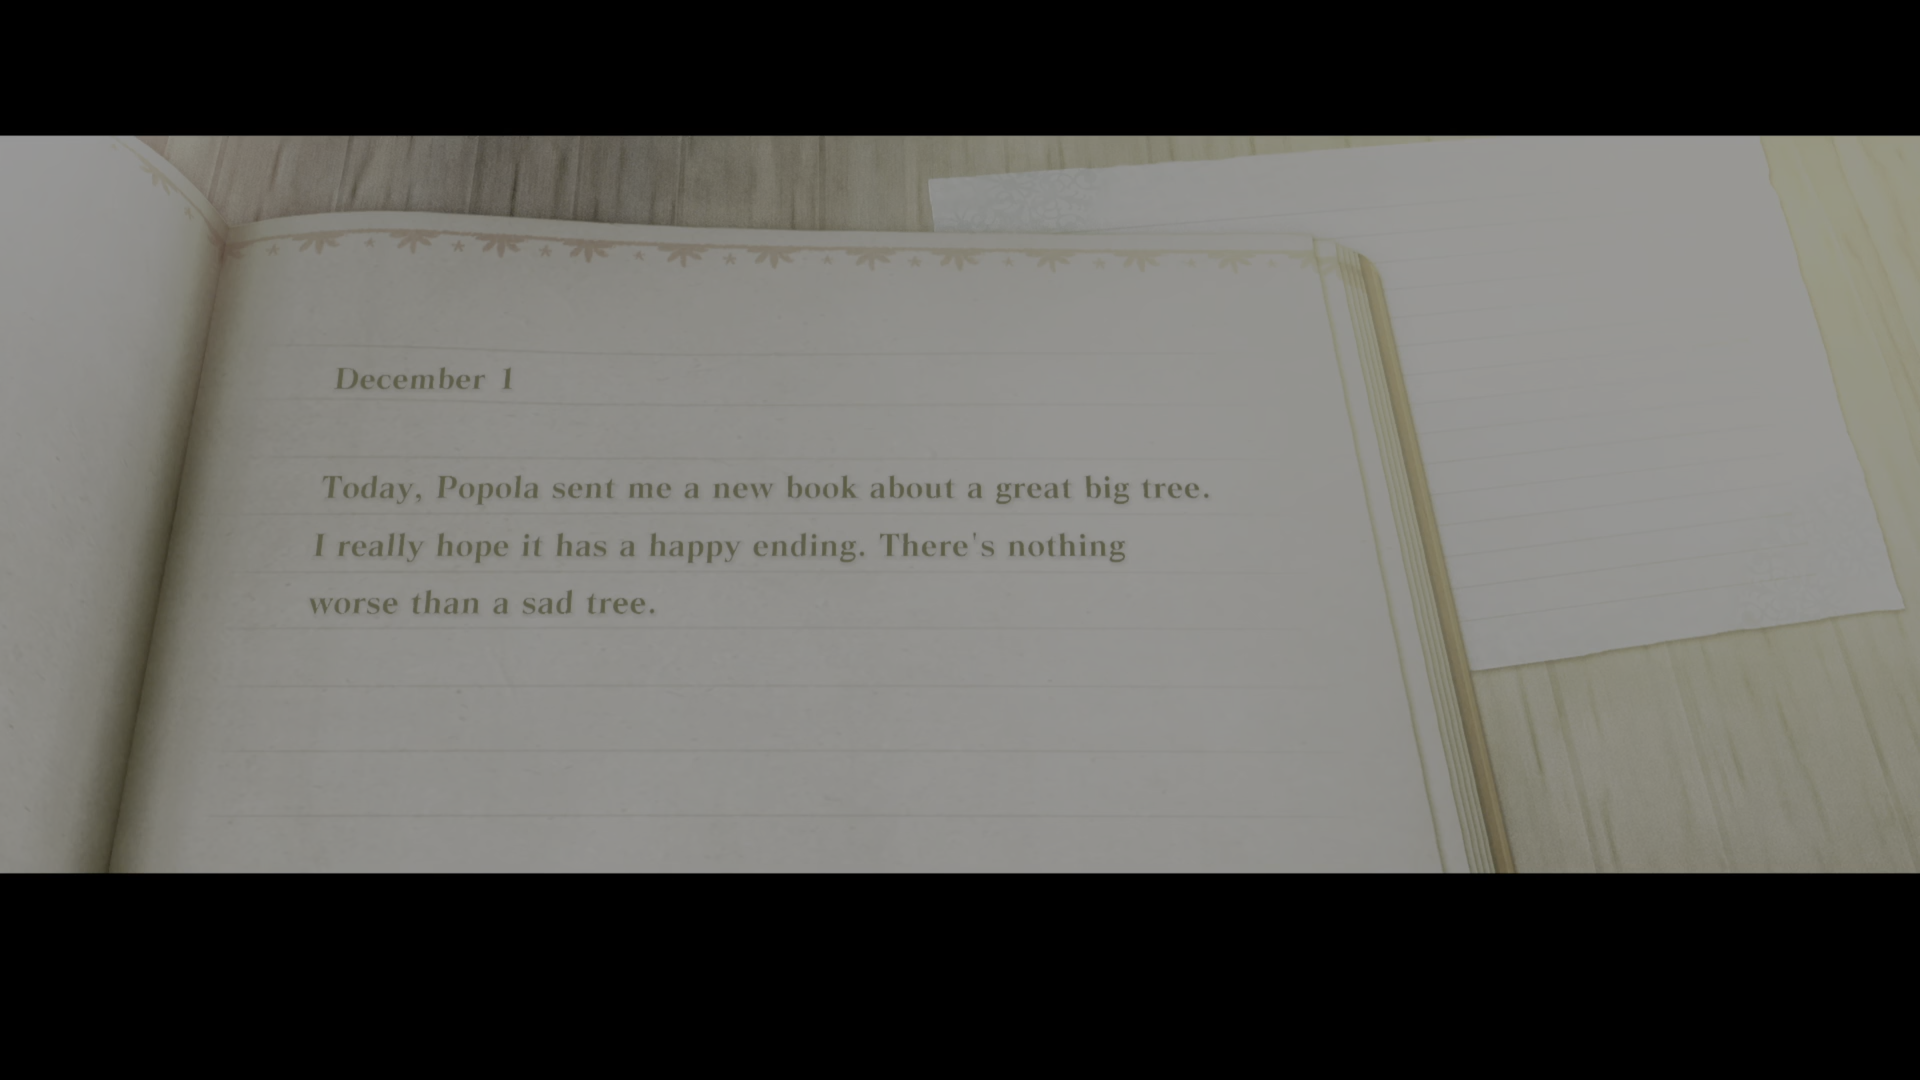 December 1
Today, Popola sent me a new book about a great big tree.
I really hope it has a happy ending. There's nothing
worse than a sad tree.